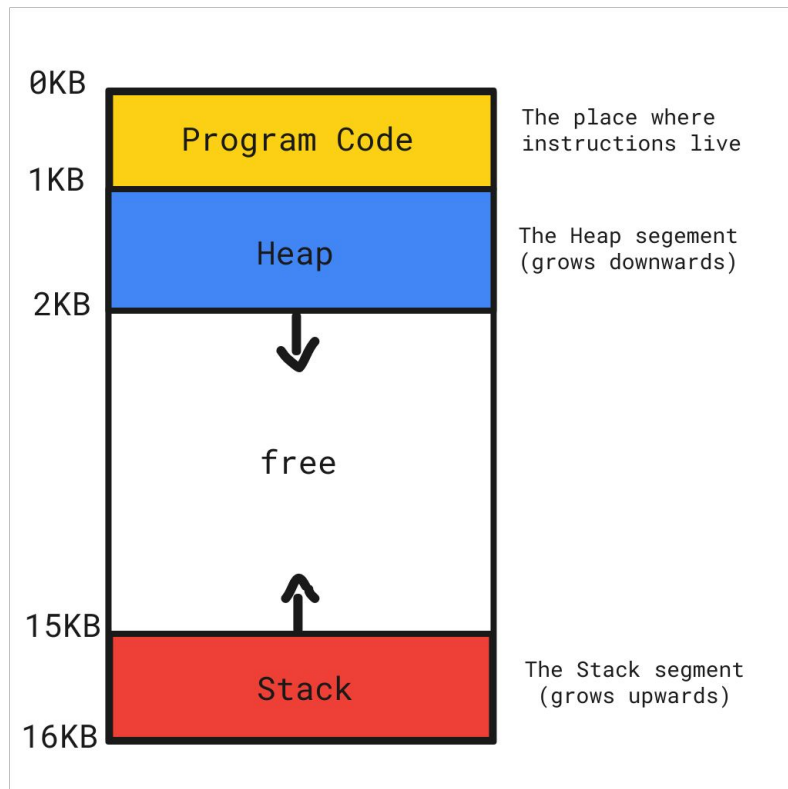 0KB
Program Code
The place where
instructions live
1KB
Heap
The Heap segement
(grows downwards)
2KB
free
15KB
Stack
The Stack segment
(grows upwards)
16KB